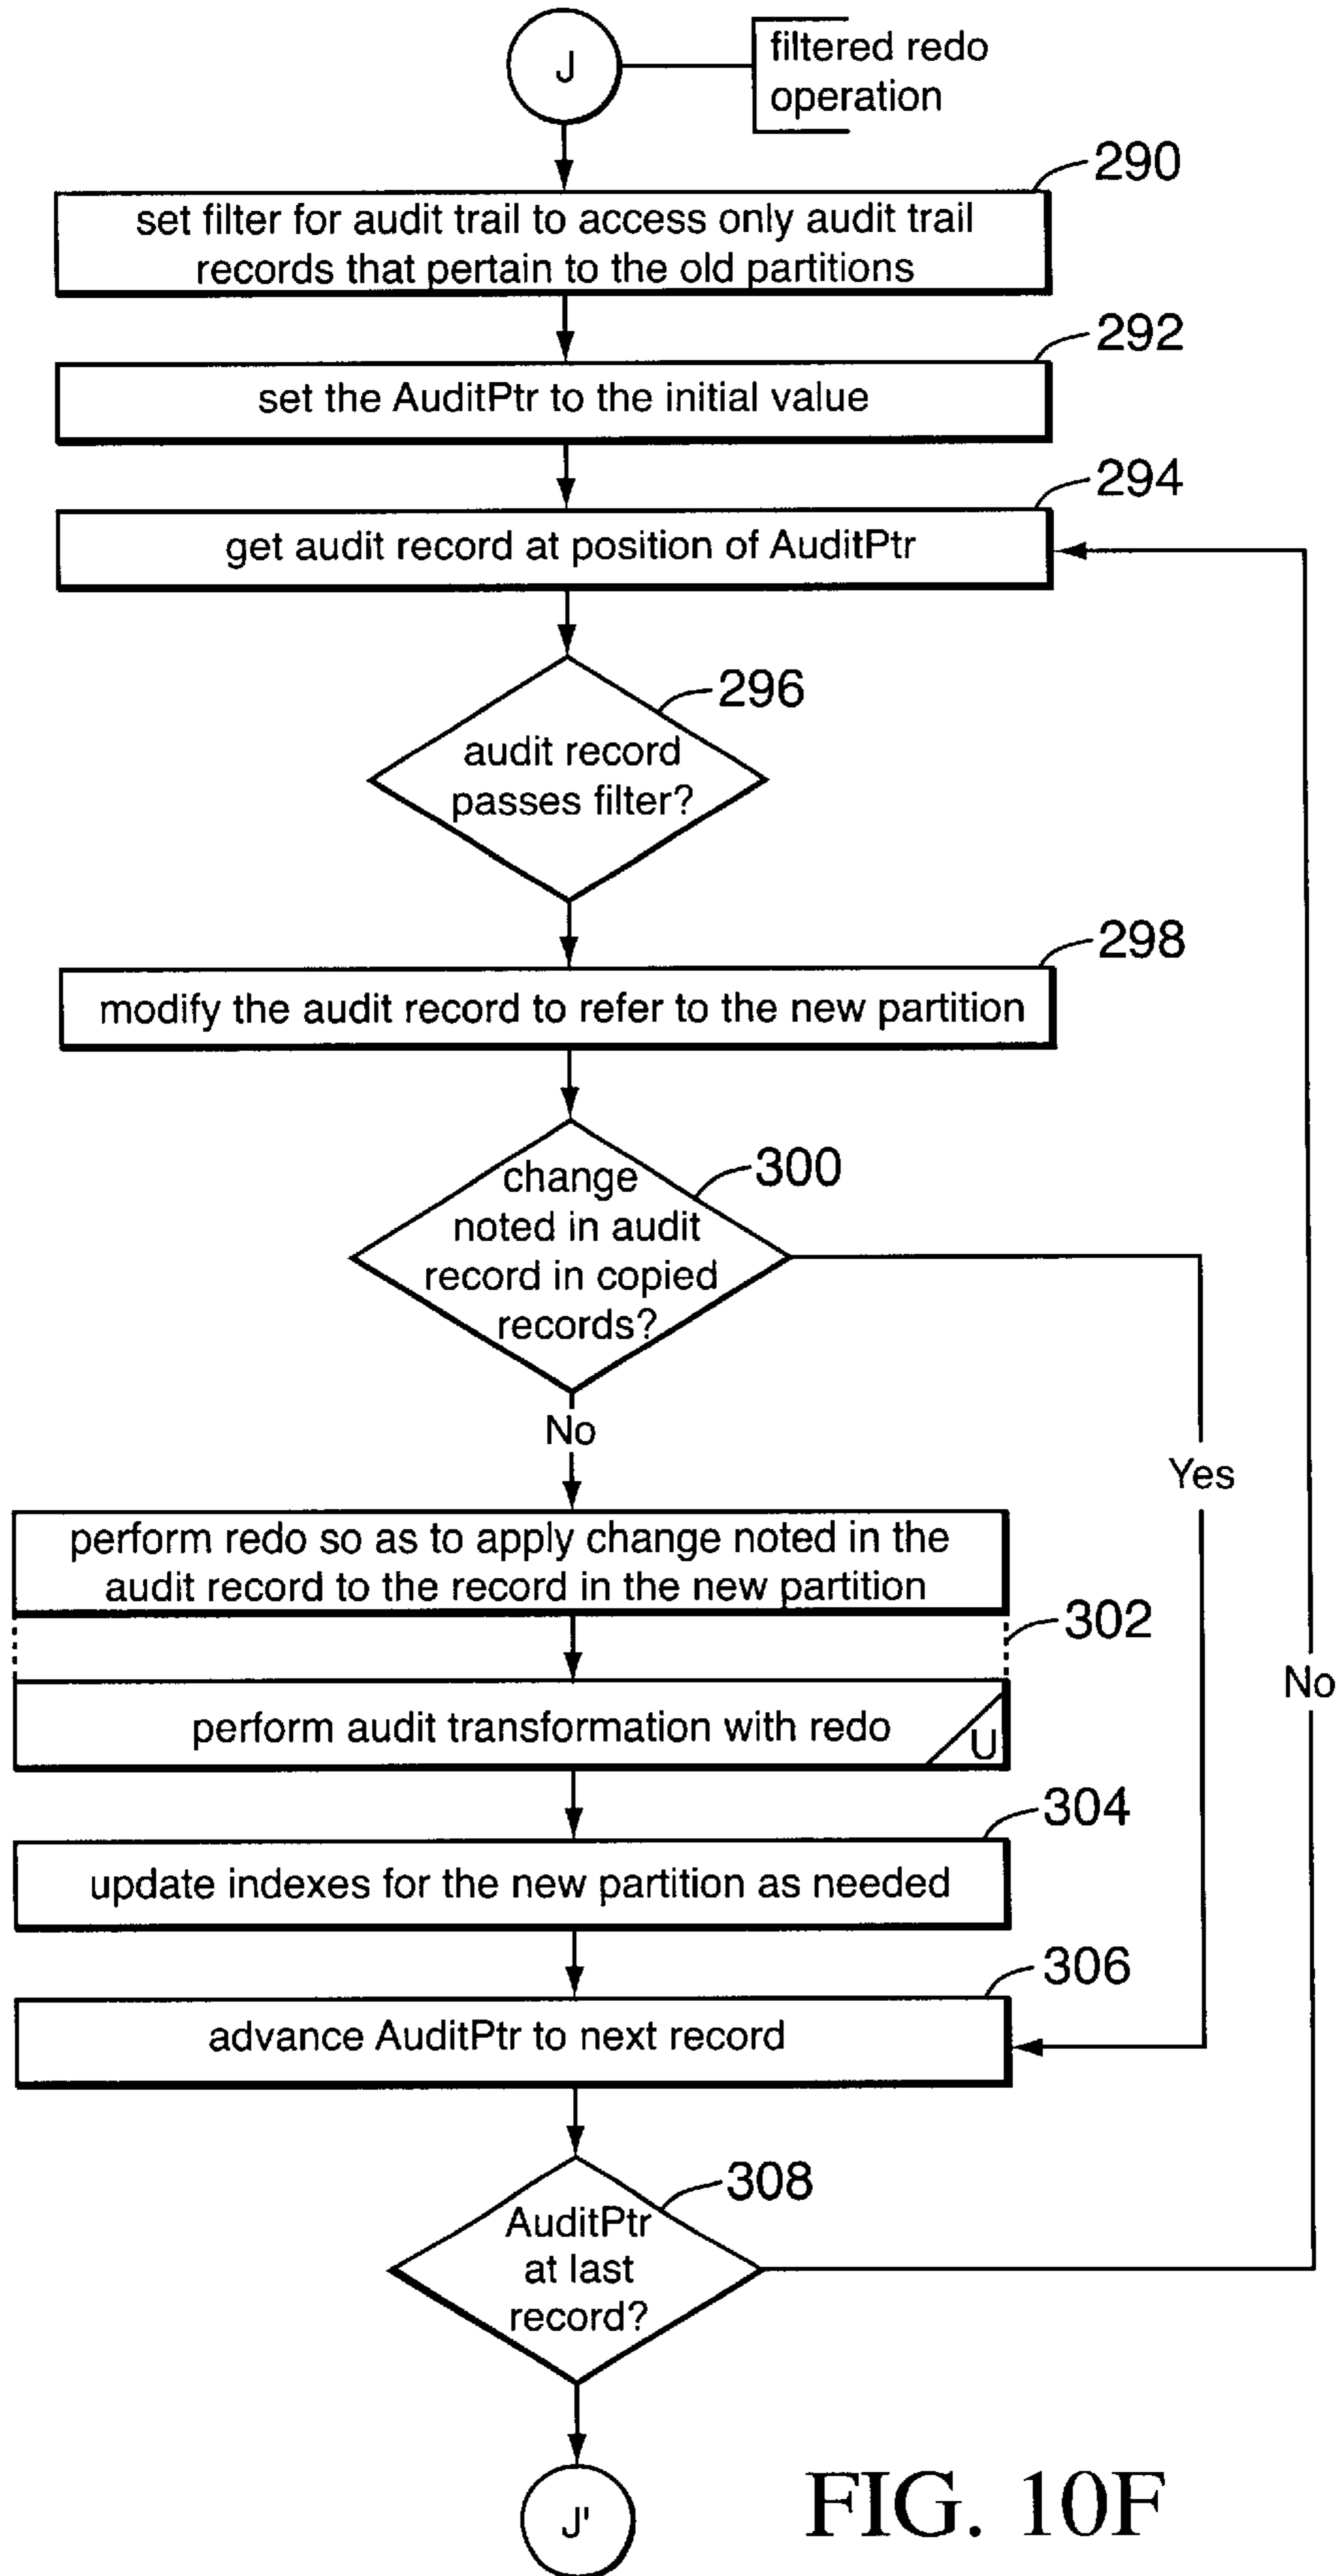 J
filtered redo
operation
290
set filter for audit trail to access only audit trail
records that pertain to the old partitions
292
set the AuditPtr to the initial value
294
get audit record at position of AuditPtr
296
audit record
passes filter?
298
modify the audit record to refer to the new partition
300
change
noted in audit
record in copied
records?
No
Yes
perform redo so as to apply change noted in the
audit record to the record in the new partition
302
No
perform audit transformation with redo
U
304
update indexes for the new partition as needed
306
advance AuditPtr to next record
308
AuditPtr
at last
record?
J'
FIG. 10F